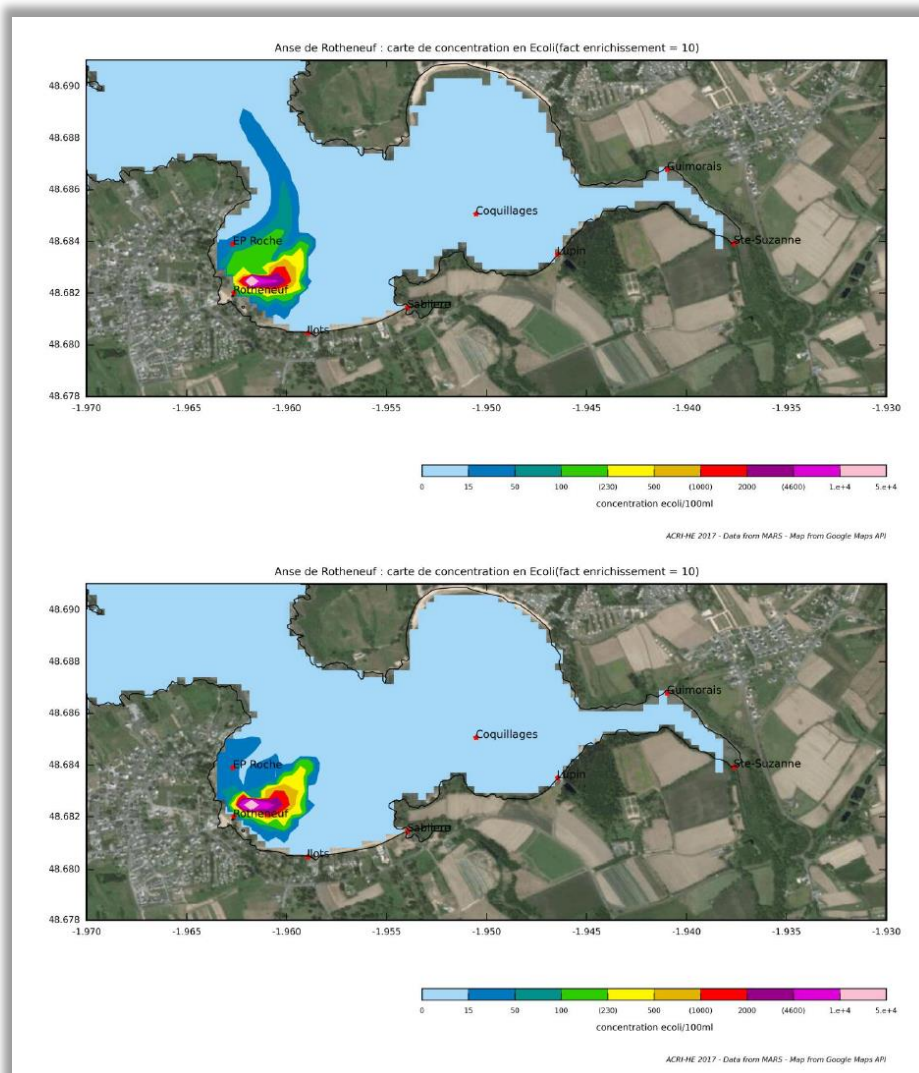 Anse de Rotheneuf : carte de concentration en Ecoli(fact enrichissement = 10)
48.690
48.688
Guimorais
48.686
Coquillages
EP Roche
Ste-Suzanne
48.684
Lupin
Rotheneuf
48.682
Ilots
48.680
48.678
-1.970 -1.965 -1.960 -1.955 -1.950 -1.945 -1.940 -1.935 -1.930
0 15 50 100 (230) 500 (1000) 2000 (4600) 1.e+4 5.e+4
concentration ecoli/100ml
ACRI-HE 2017 - Data from MARS - Map from Google Maps API
Anse de Rotheneuf : carte de concentration en Ecoli(fact enrichissement = 10)
48.690
48.688
Guimorais
48.686
Coquillages
EP Roche
Ste-Suzanne
48.684
Lupin
Rotheneuf
48.682
Ilots
48.680
48.678
-1.970 -1.965 -1.960 -1.955 -1.950 -1.945 -1.940 -1.935 -1.930
0 15 50 100 (230) 500 (1000) 2000 (4600) 1.e+4 5.e+4
concentration ecoli/100ml
ACRI-HE 2017 - Data from MARS - Map from Google Maps API